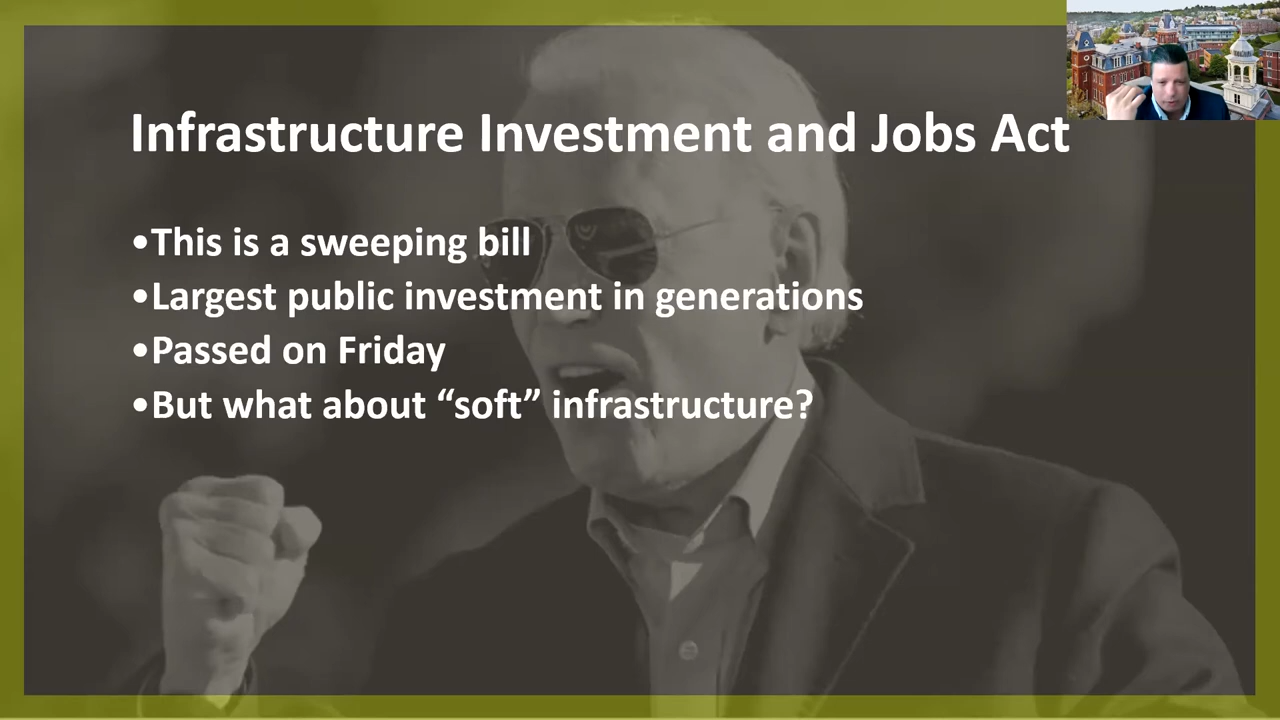 Infrastructure Investment and Jobs Act
•This is a sweeping bill
•Largest public investment in generations
•Passed on Friday
•But what about “soft” infrastructure?